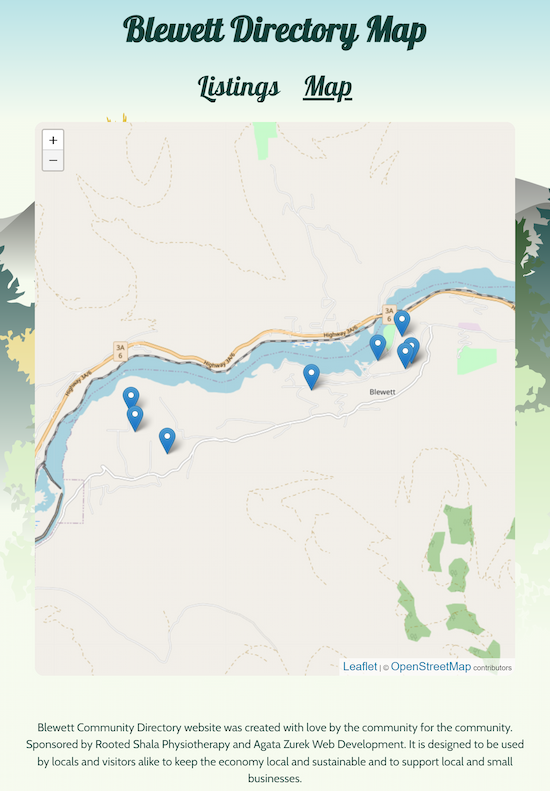 Blewett Directory Map
Listings Map
+
−
3A
6
Highway 3A/6
3A
6
Highway 3A/6
Highway 3A/6
Blewett
Leaflet | © OpenStreetMap contributors
Blewett Community Directory website was created with love by the community for the community.
Sponsored by Rooted Shala Physiotherapy and Agata Zurek Web Development. It is designed to be used
by locals and visitors alike to keep the economy local and sustainable and to support local and small
businesses.